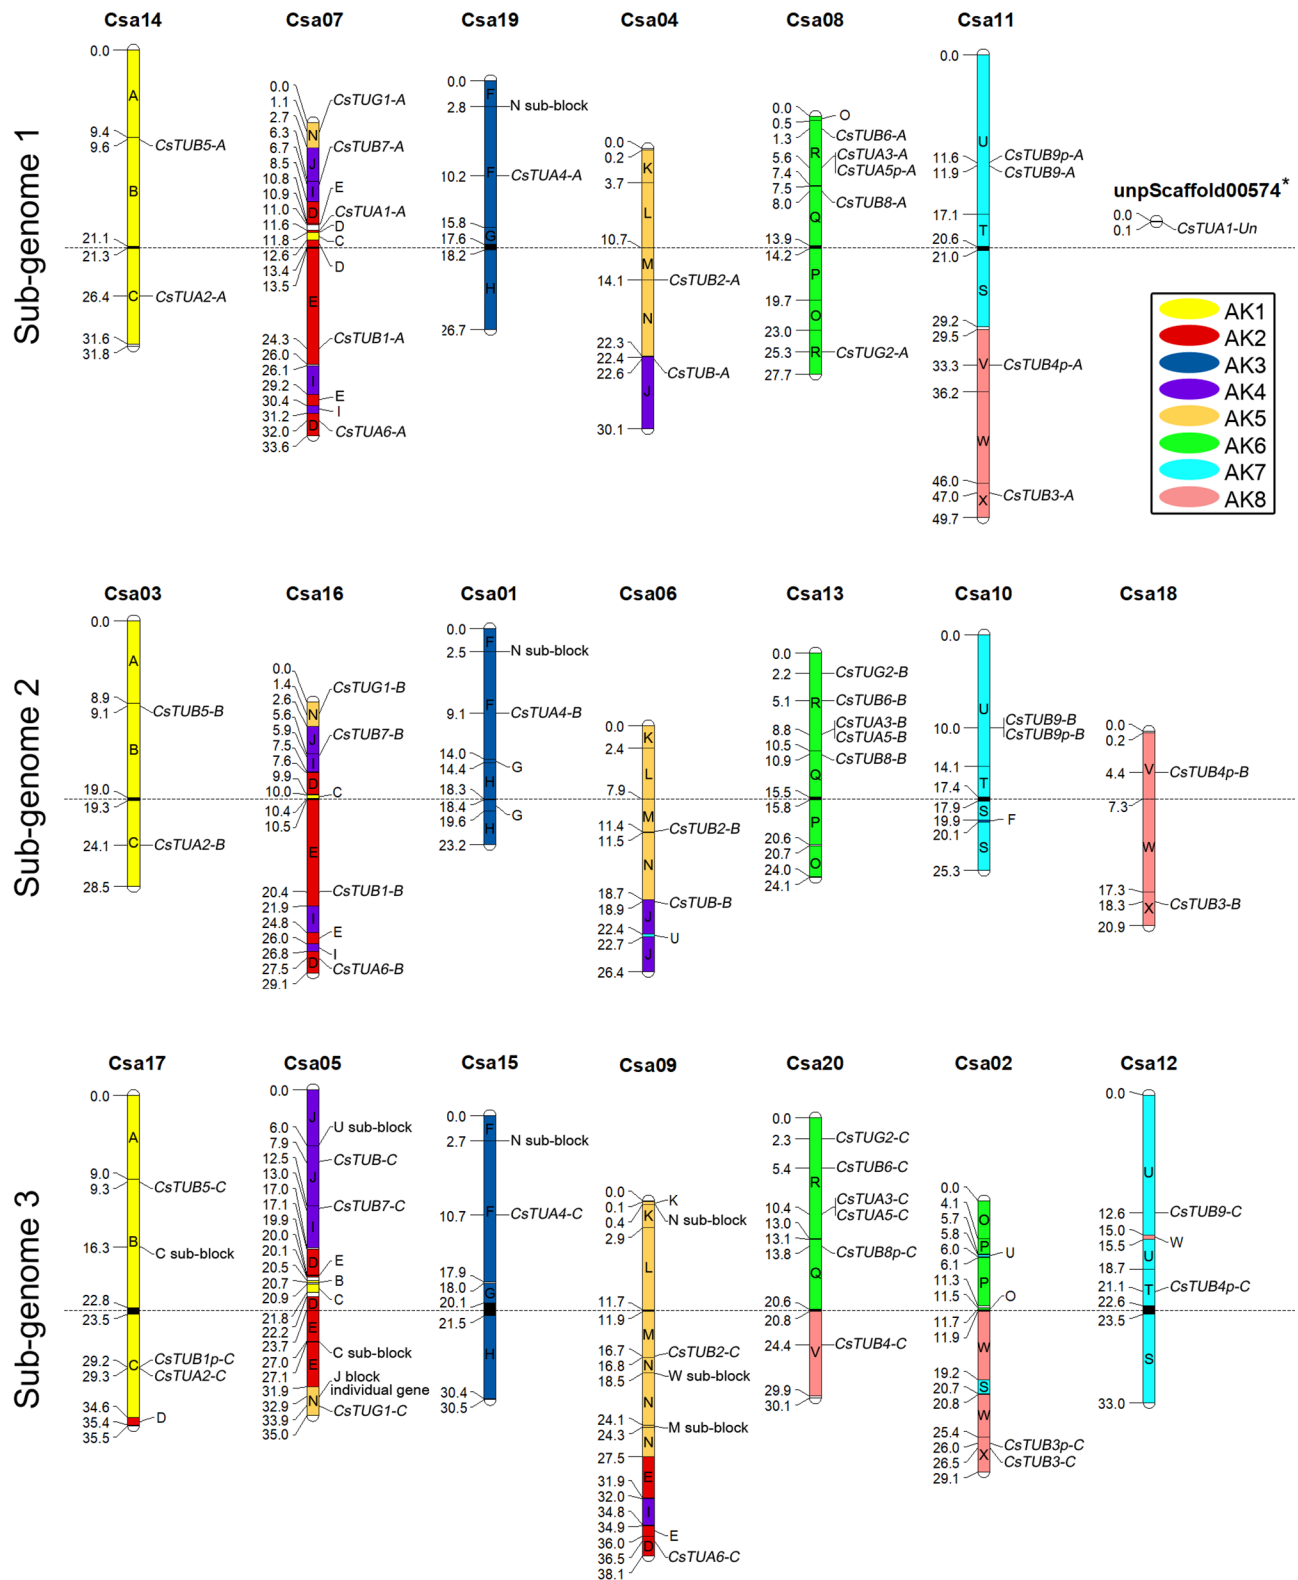 Sub-genome 1
Csa14
0.0
A
9.4
9.6
CsTUB5-A
B
21.1
21.3
26.4
C
CsTUA2-A
31.6
31.8
Csa07
0.0
1.1
2.7
6.3
6.7
8.5
10.8
10.9
11.0
11.6
11.8
12.6
13.4
13.5
24.3
26.0
26.1
29.2
30.4
31.2
32.0
33.6
N
J
I
D
E
I
D
CsTUG1-A
CsTUB7-A
E
CsTUA1-A
D
C
D
CsTUB1-A
E
I
CsTUA6-A
Csa19
0.0
F
2.8
N sub-block
10.2
F
CsTUA4-A
15.8
G
17.6
18.2
H
26.7
Csa04
0.0
0.2
K
3.7
L
10.7
M
14.1
CsTUB2-A
N
22.3
22.4
22.6
CsTUB-A
J
30.1
Csa08
0.0
0.5
1.3
5.6
7.4
7.5
8.0
13.9
14.2
19.7
23.0
25.3
27.7
R
Q
P
O
R
O
CsTUB6-A
CsTUA3-A
CsTUA5p-A
CsTUB8-A
CsTUG2-A
Csa11
0.0
U
11.6
11.9
CsTUB9p-A
CsTUB9-A
17.1
T
20.6
21.0
S
29.2
29.5
33.3
V
CsTUB4p-A
36.2
W
46.0
47.0
X
CsTUB3-A
49.7
unpScaffold00574*
0.0
0.1
CsTUA1-Un
AK1
AK2
AK3
AK4
AK5
AK6
AK7
AK8
Sub-genome 2
Csa03
0.0
A
8.9
9.1
CsTUB5-B
B
19.0
19.3
24.1
C
CsTUA2-B
28.5
Csa16
0.0
1.4
2.6
5.6
5.9
7.5
7.6
9.9
10.0
10.4
10.5
20.4
21.9
24.8
26.0
26.8
27.5
29.1
N
J
I
D
E
I
D
CsTUG1-B
CsTUB7-B
C
CsTUB1-B
E
I
CsTUA6-B
Csa01
0.0
F
2.5
N sub-block
F
9.1
CsTUA4-B
14.0
14.4
G
H
18.3
18.4
G
19.6
H
23.2
Csa06
0.0
K
2.4
L
7.9
M
11.4
11.5
CsTUB2-B
N
18.7
18.9
CsTUB-B
J
22.4
22.7
U
J
26.4
Csa13
0.0
2.2
5.1
8.8
10.5
10.9
15.5
15.8
20.6
20.7
24.0
24.1
R
Q
P
O
CsTUG2-B
CsTUB6-B
CsTUA3-B
CsTUA5-B
CsTUB8-B
Csa10
0.0
U
10.0
CsTUB9-B
CsTUB9p-B
14.1
T
17.4
17.9
S
19.9
F
20.1
S
25.3
Csa18
0.0
0.2
V
4.4
CsTUB4p-B
7.3
W
17.3
18.3
X
CsTUB3-B
20.9
Sub-genome 3
Csa17
0.0
A
9.0
9.3
CsTUB5-C
B
16.3
C sub-block
22.8
23.5
29.2
29.3
C
CsTUB1p-C
CsTUA2-C
34.6
35.4
D
35.5
Csa05
0.0
6.0
7.9
12.5
13.0
17.0
17.1
19.9
20.0
20.1
20.5
20.7
20.9
21.8
22.2
23.7
27.0
27.1
31.9
32.9
33.9
35.0
J
J
I
D
D
E
E
N
U sub-block
CsTUB-C
CsTUB7-C
E
B
C
C sub-block
J block
individual gene
CsTUG1-C
Csa15
0.0
F
2.7
N sub-block
10.7
F
CsTUA4-C
17.9
18.0
G
20.1
21.5
H
30.4
30.5
Csa09
0.0
0.1
0.4
2.9
11.7
11.9
16.7
16.8
18.5
24.1
24.3
27.5
31.9
32.0
34.8
34.9
36.0
36.5
38.1
K
L
M
N
N
N
E
I
D
K
N sub-block
CsTUB2-C
W sub-block
M sub-block
E
CsTUA6-C
Csa20
0.0
2.3
5.4
10.4
13.0
13.1
13.8
20.6
20.8
24.4
29.9
30.1
R
Q
V
CsTUG2-C
CsTUB6-C
CsTUA3-C
CsTUA5-C
CsTUB8p-C
CsTUB4-C
Csa02
0.0
4.1
5.7
5.8
6.0
6.1
11.3
11.5
11.7
11.9
19.2
20.7
20.8
25.4
26.0
26.5
29.1
O
P
P
W
S
W
X
U
O
CsTUB3p-C
CsTUB3-C
Csa12
0.0
U
12.6
CsTUB9-C
15.0
15.5
W
U
18.7
T
21.1
CsTUB4p-C
22.6
23.5
S
33.0